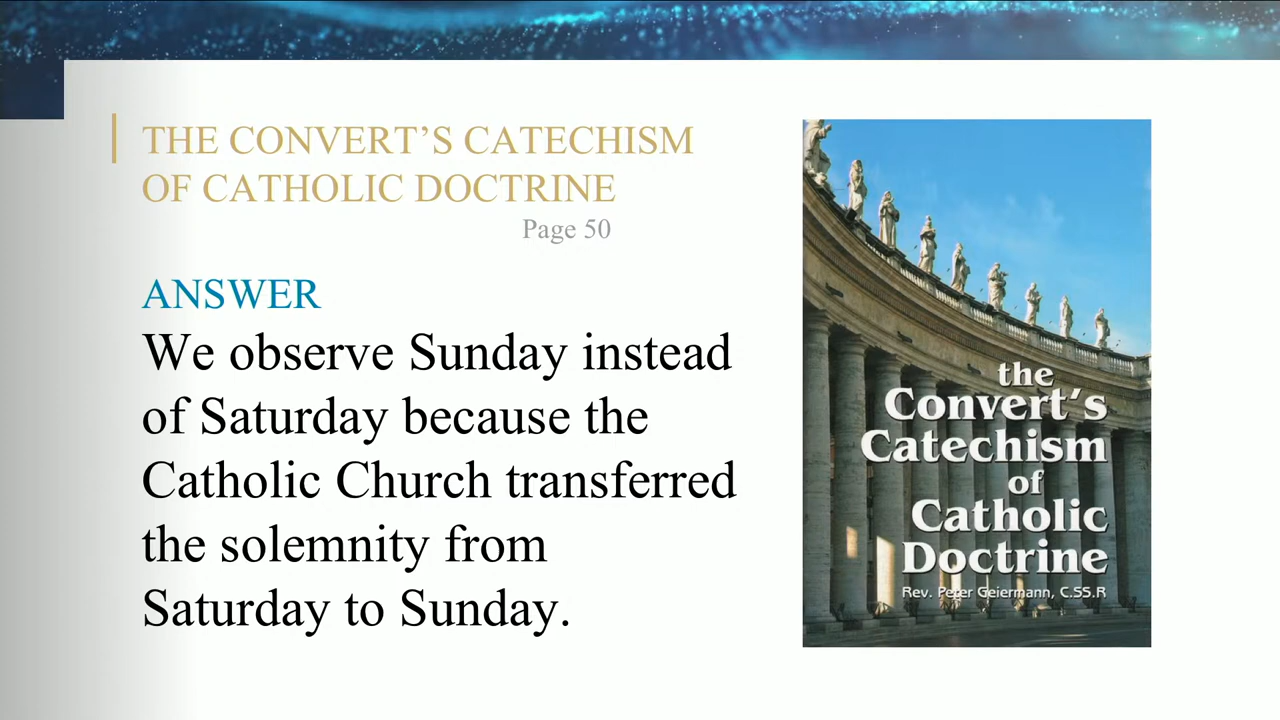 THE CONVERT’S CATECHISM
OF CATHOLIC DOCTRINE
Page 50
ANSWER
We observe Sunday instead
of Saturday because the
Catholic Church transferred
the solemnity from
Saturday to Sunday.
the
Convert's
Catechism
of
Catholic
Doctrine
Rev. Peter Geiermann, C.SS.R